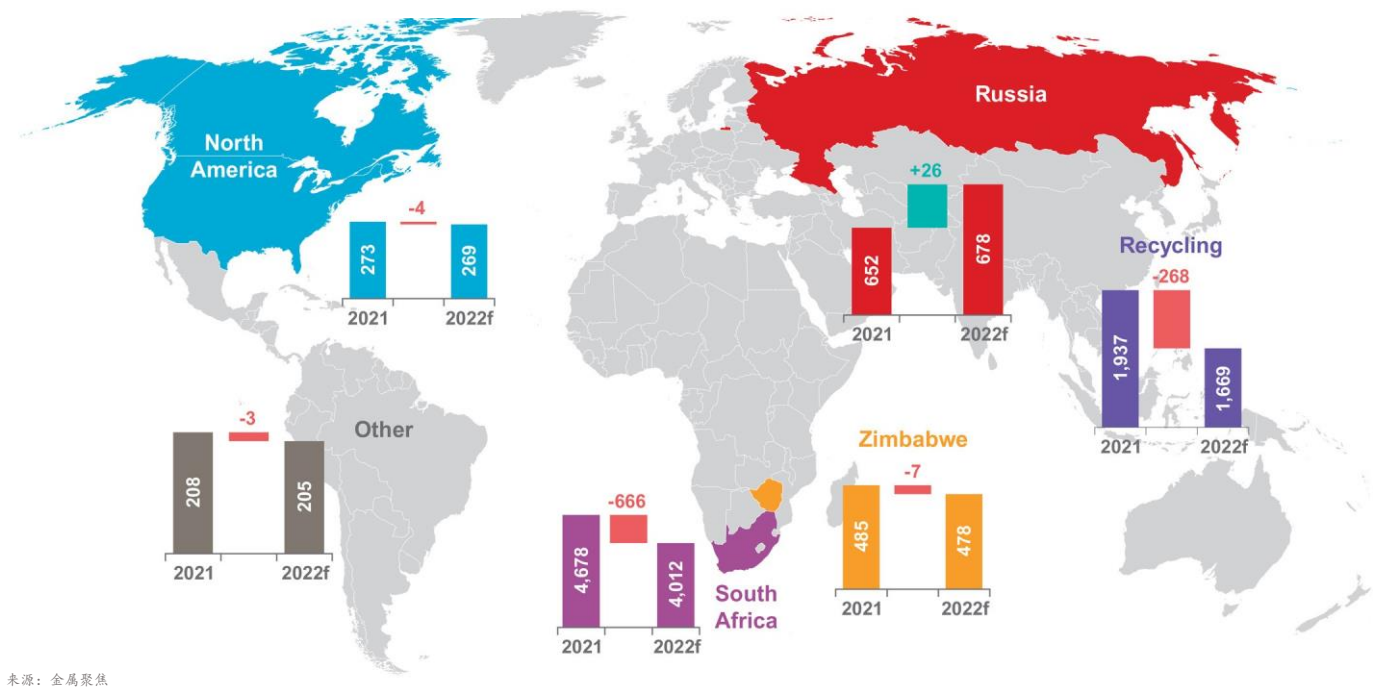 North
America
-4
273
269
2021
2022f
Russia
+26
652
678
2021
2022f
Recycling
-268
1,937
1,669
2021
2022f
Other
-3
208
205
2021
2022f
Zimbabwe
-7
485
478
2021
2022f
-666
4,678
4,012
2021
2022f
South
Africa
来源：金属聚焦